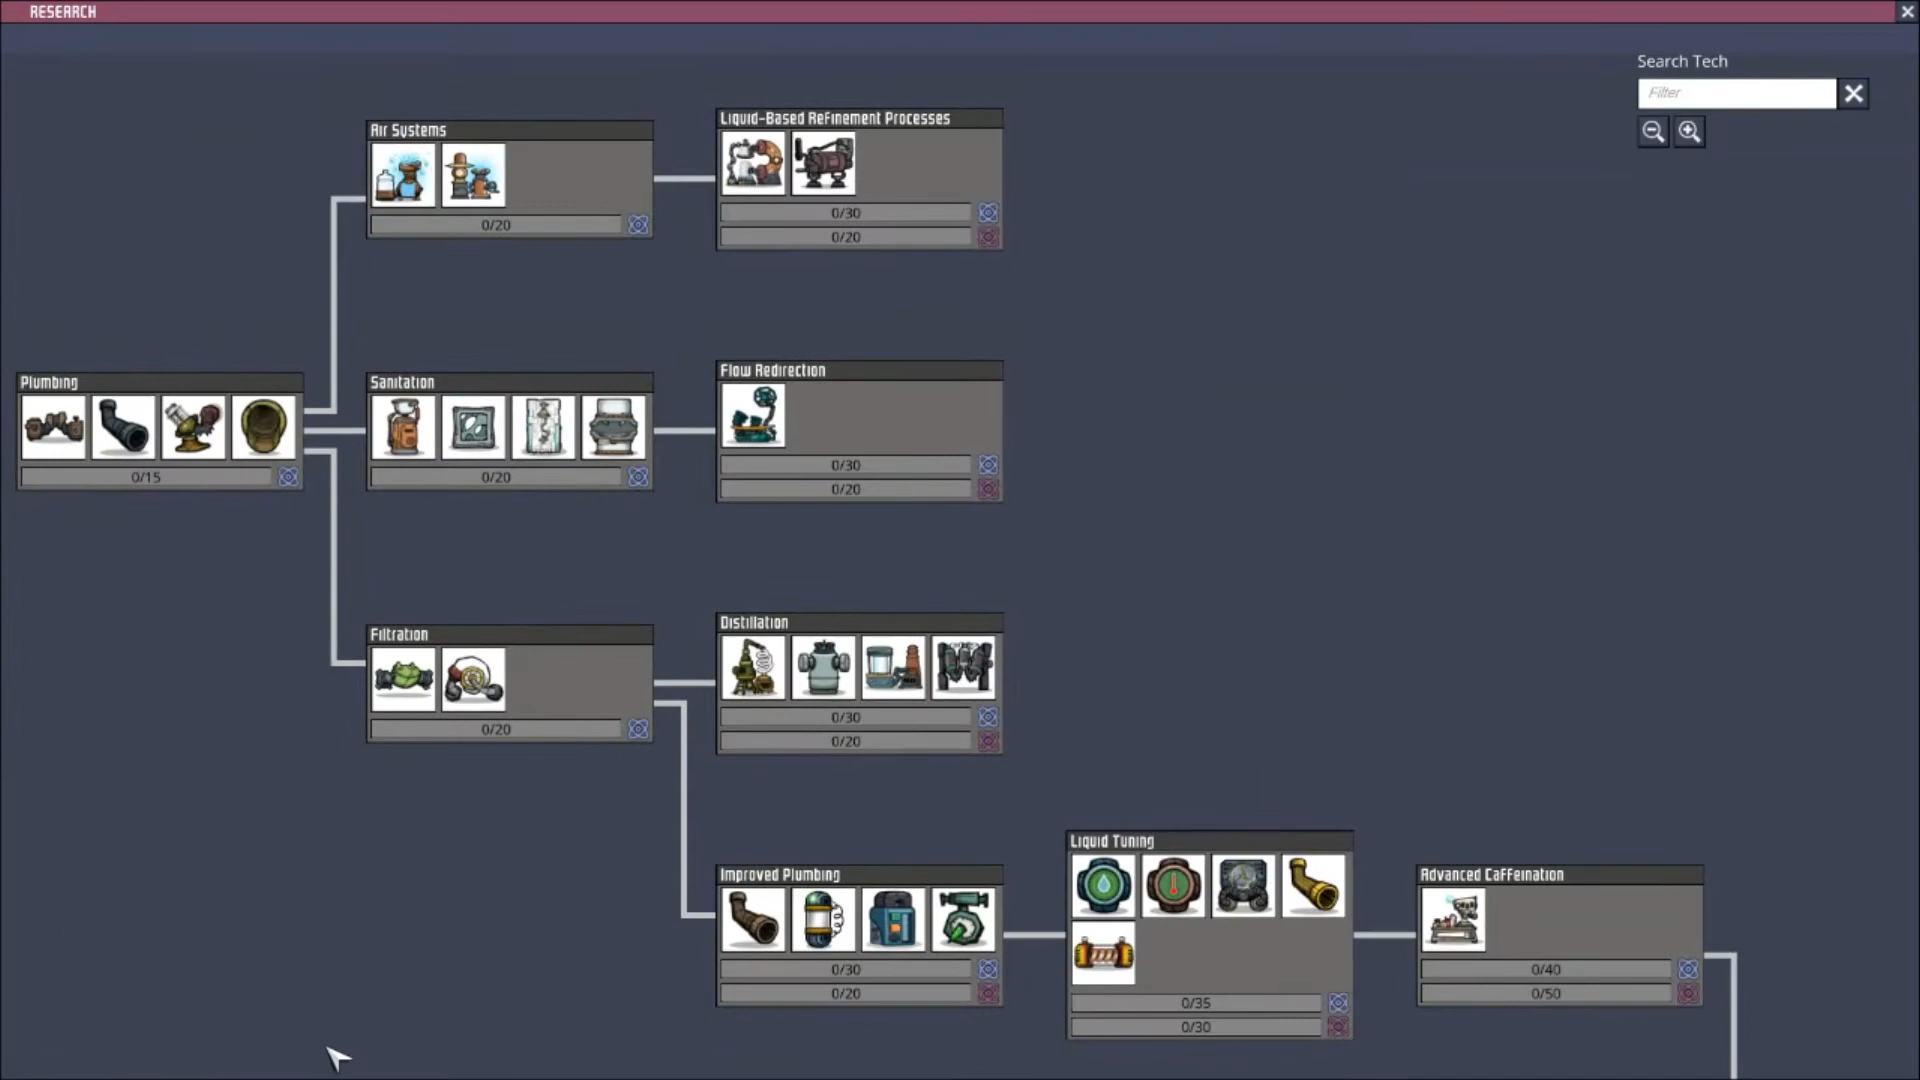 RESEARCH
Search Tech
Filter
Air Systems
0/20
Liquid-Based Refinement Processes
0/30
0/20
Plumbing
0/15
Sanitation
0/20
Flow Redirection
0/30
0/20
Filtration
0/20
Distillation
0/30
0/20
Improved Plumbing
0/30
0/20
Liquid Tuning
0/35
0/30
Advanced Caffeination
0/40
0/50